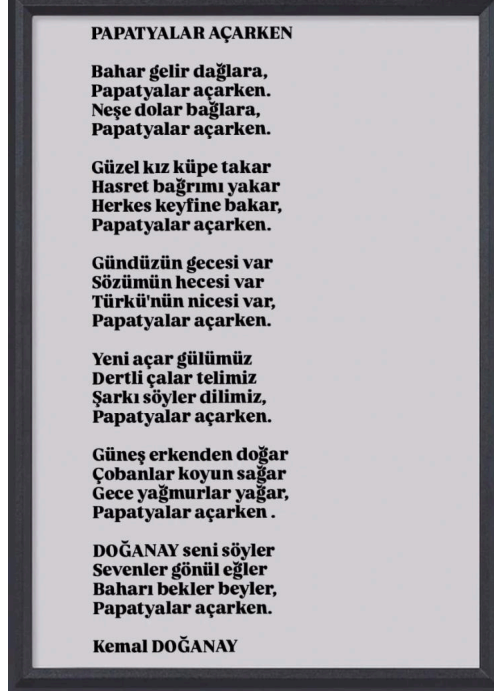 PAPATYALAR AÇARKEN
Bahar gelir dağlara,
Papatyalar açarken.
Neşe dolar bağlara,
Papatyalar açarken.
Güzel kız küpe takar
Hasret bağrımı yakar
Herkes keyfine bakar,
Papatyalar açarken.
Gündüzün gecesi var
Sözümün hecesi var
Türkü'nün nicesi var,
Papatyalar açarken.
Yeni açar gülümüz
Dertli çalar telimiz
Şarkı söyler dilimiz,
Papatyalar açarken.
Güneş erkenden doğar
Çobanlar koyun sağar
Gece yağmurlar yağar,
Papatyalar açarken .
DOĞANAY seni söyler
Sevenler gönül eğler
Baharı bekler beyler,
Papatyalar açarken.
Kemal DOĞANAY